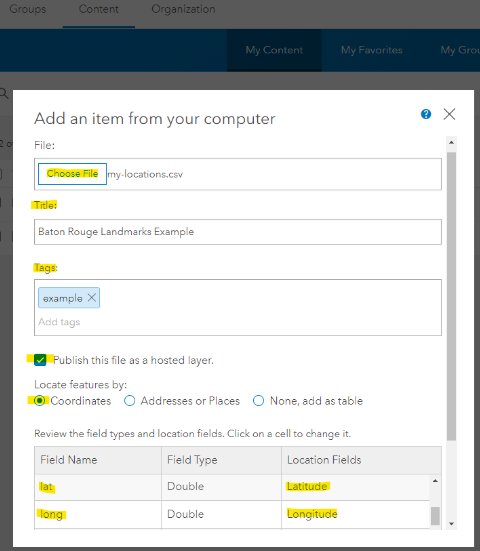 Groups Content Organization
My Content My Favorites My Grou
Add an item from your computer
File:
Choose File my-locations.csv
Title:
Baton Rouge Landmarks Example
Tags:
example
Add tags
Publish this file as a hosted layer.
Locate features by:
Coordinates Addresses or Places None, add as table
Review the field types and location fields. Click on a cell to change it.
Field Name Field Type Location Fields
lat Double Latitude
long Double Longitude